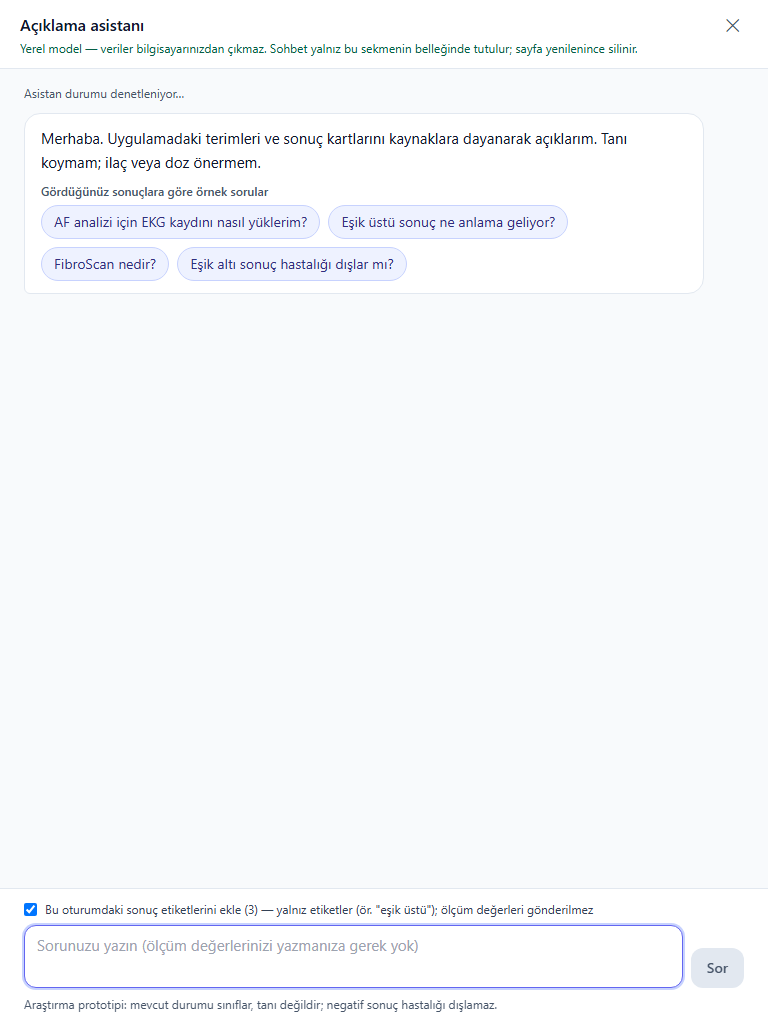 Açıklama asistanı
Yerel model — veriler bilgisayarınızdan çıkmaz. Sohbet yalnız bu sekmenin belleğinde tutulur; sayfa yenilenince silinir.
Asistan durumu denetleniyor...
Merhaba. Uygulamadaki terimleri ve sonuç kartlarını kaynaklara dayanarak açıklarım. Tanı
koymam; ilaç veya doz önermem.
Gördüğünüz sonuçlara göre örnek sorular
AF analizi için EKG kaydını nasıl yüklerim?
Eşik üstü sonuç ne anlama geliyor?
FibroScan nedir?
Eşik altı sonuç hastalığı dışlar mı?
Bu oturumdaki sonuç etiketlerini ekle (3) — yalnız etiketler (ör. "eşik üstü"); ölçüm değerleri gönderilmez
Sorunuzu yazın (ölçüm değerlerinizi yazmanıza gerek yok)
Sor
Araştırma prototipi: mevcut durumu sınıflar, tanı değildir; negatif sonuç hastalığı dışlamaz.